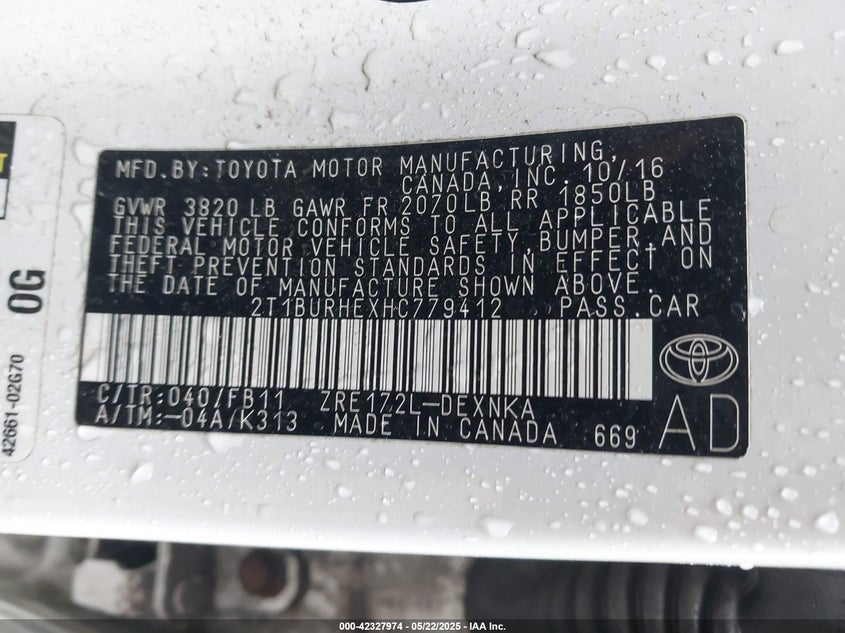 MFD.BY:TOYOTA MOTOR MANUFACTURING,
CANADA,INC. 10/16
GVWR 3820 LB GAWR FR 2070LB RR 1850LB
THIS VEHICLE CONFORMS TO ALL APPLICABLE
FEDERAL MOTOR VEHICLE SAFETY,BUMPER,AND
THEFT PREVENTION STANDARDS IN EFFECT ON
THE DATE OF MANUFACTURE SHOWN ABOVE.
2T1BURHEXHC779412 PASS.CAR
C/TR:040/FB11 ZRE172L-DEXNKA
A/TM:-04A/K313 MADE IN CANADA 669
AD
42661-02G70
0G
000-42327974 - 05/22/2025 - IAA Inc.